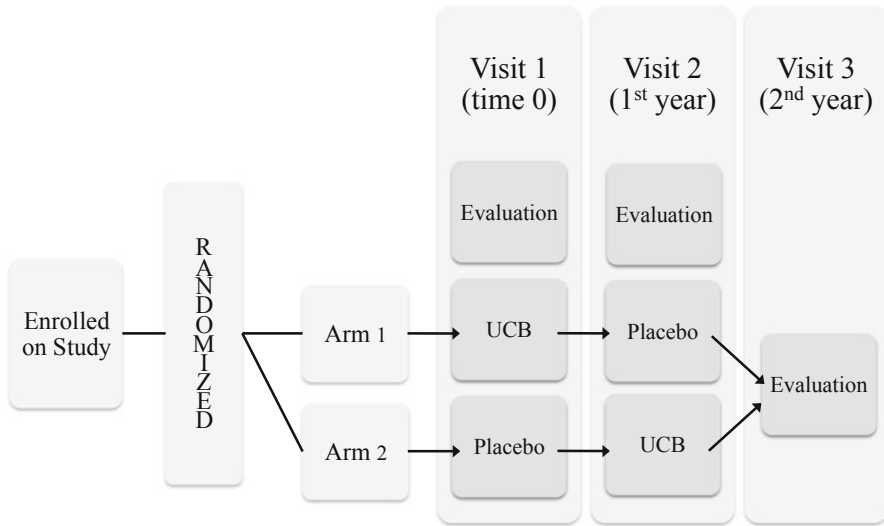 Enrolled
on Study
RANDOMIZED
Arm 1
Arm 2
Visit 1
(time 0)
Evaluation
UCB
Placebo
Visit 2
(1st year)
Evaluation
Placebo
UCB
Visit 3
(2nd year)
Evaluation